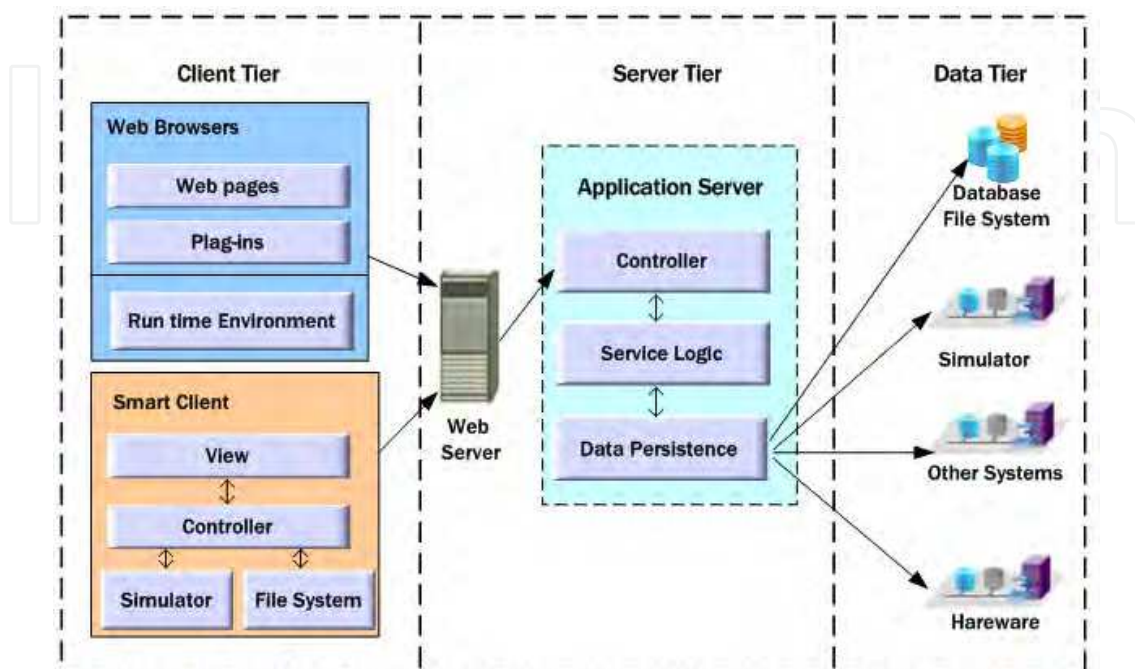 Client Tier
Server Tier
Data Tier
Web Browsers
Web pages
Plag-ins
Run time Environment
Smart Client
View
Controller
Simulator
File System
Web
Server
Application Server
Controller
Service Logic
Data Persistence
Database
File System
Simulator
Other Systems
Hareware